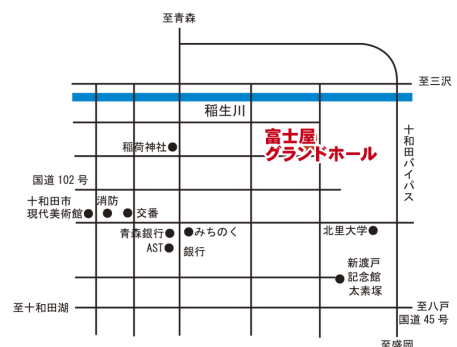 至青森
至三沢
稲生川
富士屋
グランドホール
十和田バイパス
稲荷神社
国道102号
十和田市
現代美術館
消防
交番
青森銀行
みちのく
銀行
AST
北里大学
新渡戸
記念館
太素塚
至十和田湖
至八戸
国道45号
至盛岡